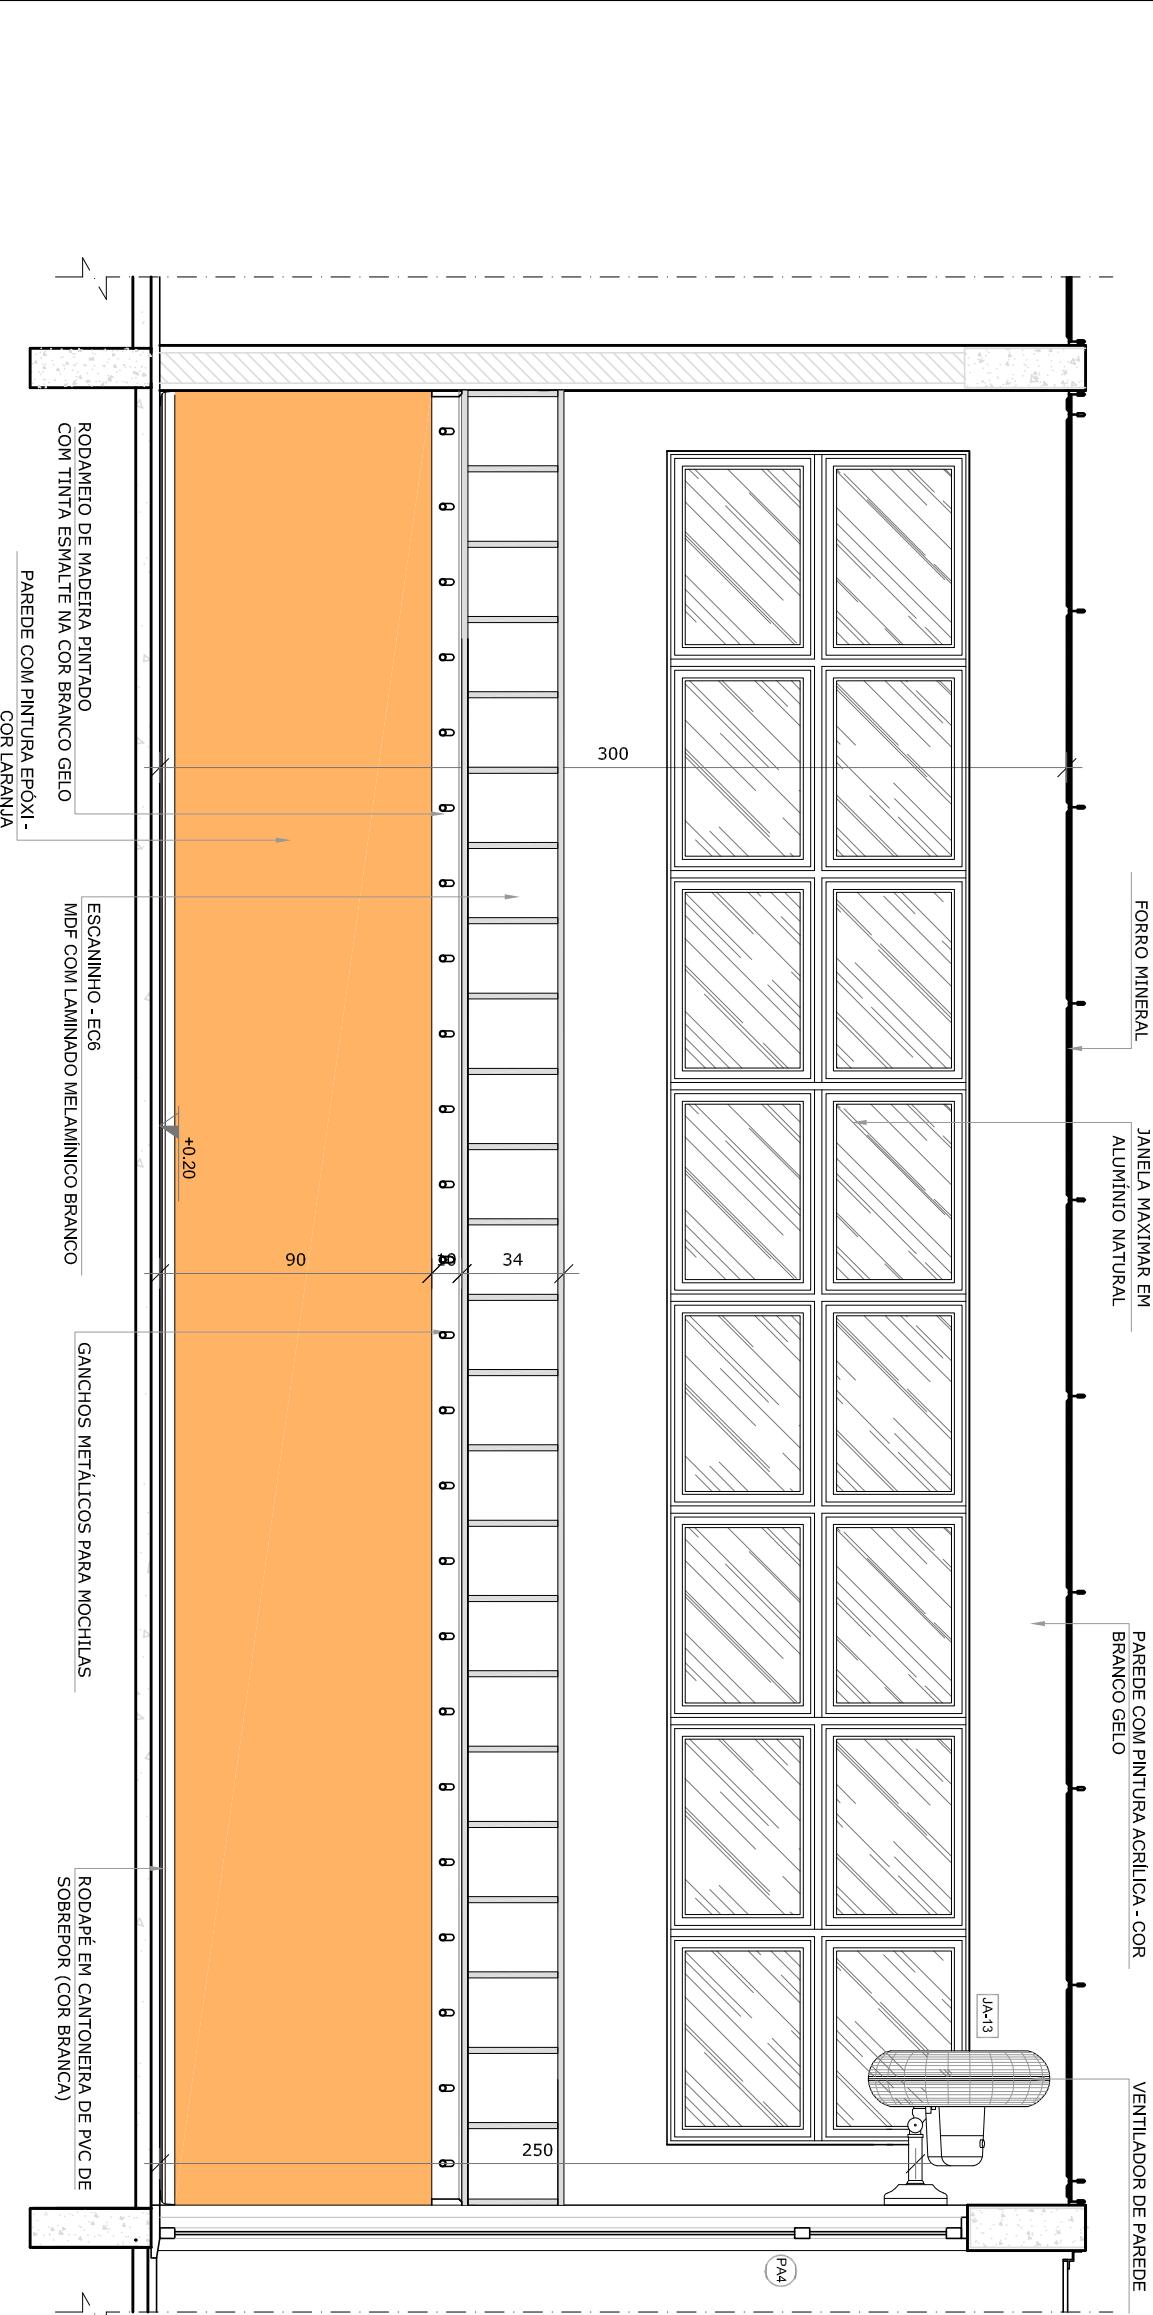 FORRO MINERAL
JANELA MAXIMAR EM
ALUMÍNIO NATURAL
PAREDE COM PINTURA ACRÍLICA - COR
BRANCO GELO
VENTILADOR DE PAREDE
JA-13
300
250
90
10
34
+0.20
PA4
RODAMEIO DE MADEIRA PINTADO
COM TINTA ESMALTE NA COR BRANCO GELO
PAREDE COM PINTURA EPÓXI -
COR LARANJA
ESCANINHO - EC6
MDF COM LAMINADO MELAMÍNICO BRANCO
GANCHOS METÁLICOS PARA MOCHILAS
RODAPÉ EM CANTONEIRA DE PVC DE
SOBREPOR (COR BRANCA)